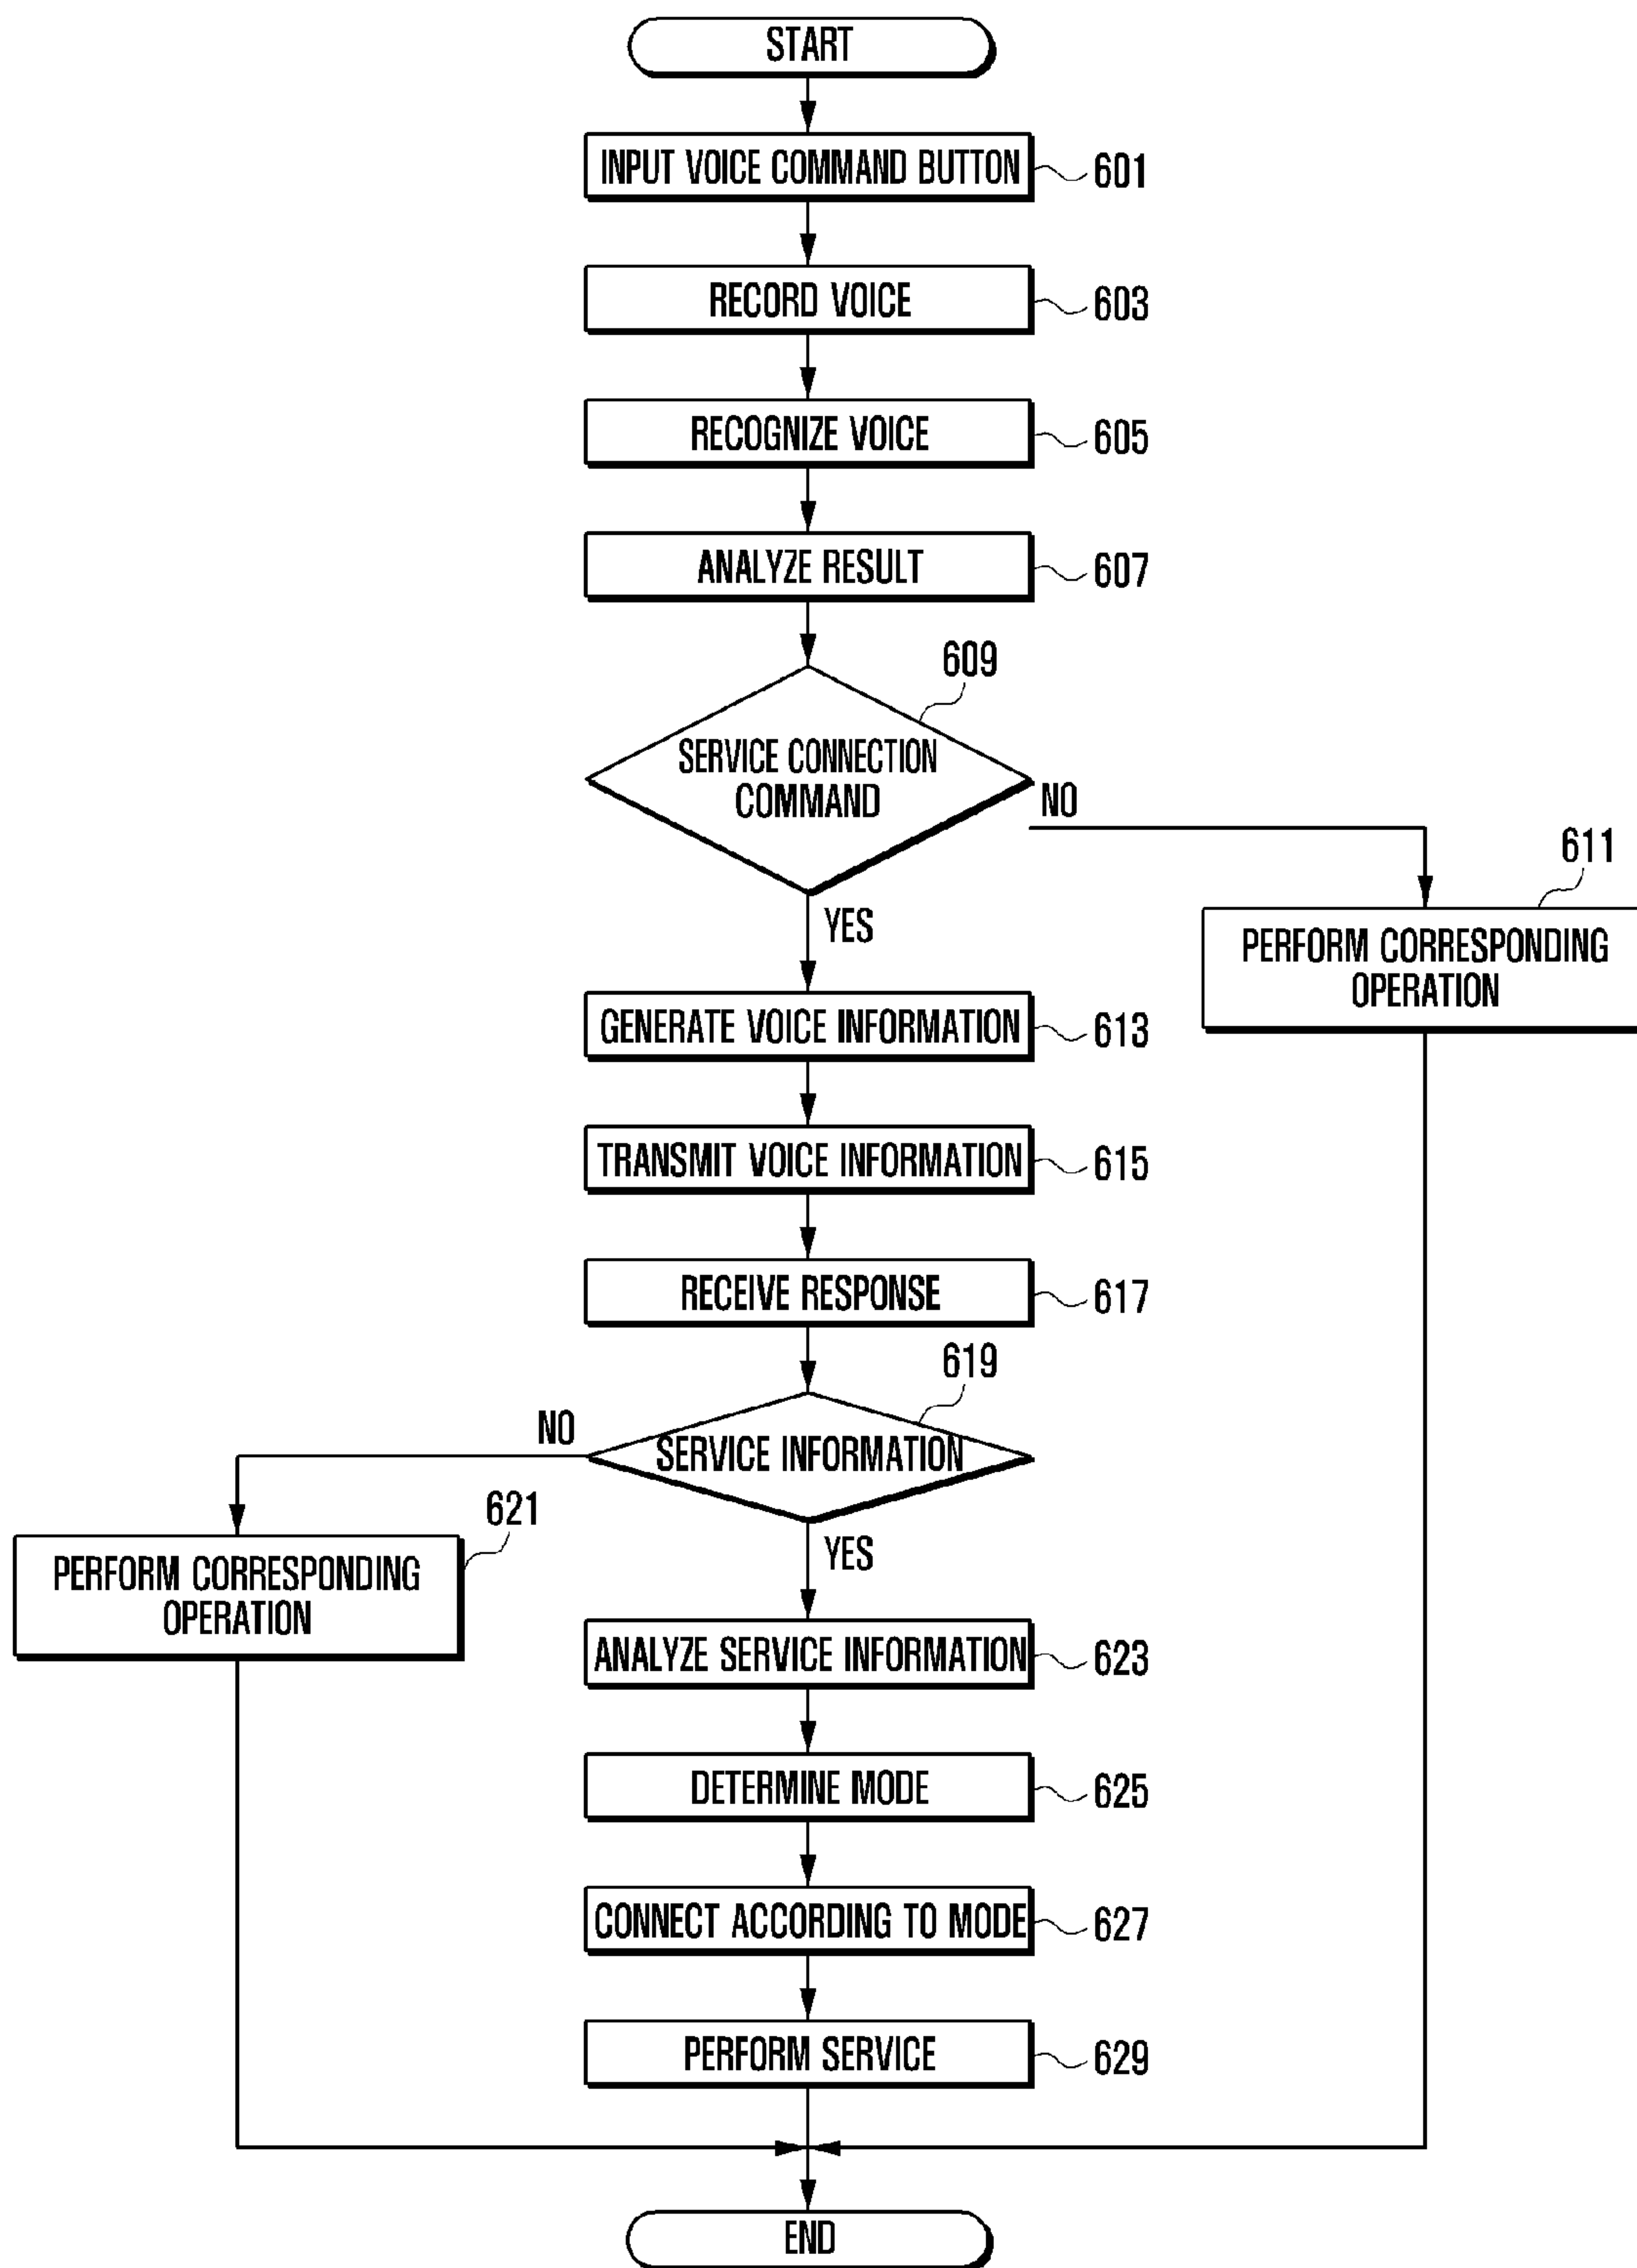 START
INPUT VOICE COMMAND BUTTON
601
RECORD VOICE
603
RECOGNIZE VOICE
605
ANALYZE RESULT
607
609
SERVICE CONNECTION
COMMAND
NO
611
PERFORM CORRESPONDING
OPERATION
YES
GENERATE VOICE INFORMATION
613
TRANSMIT VOICE INFORMATION
615
RECEIVE RESPONSE
617
619
SERVICE INFORMATION
NO
621
PERFORM CORRESPONDING
OPERATION
YES
ANALYZE SERVICE INFORMATION
623
DETERMINE MODE
625
CONNECT ACCORDING TO MODE
627
PERFORM SERVICE
629
END